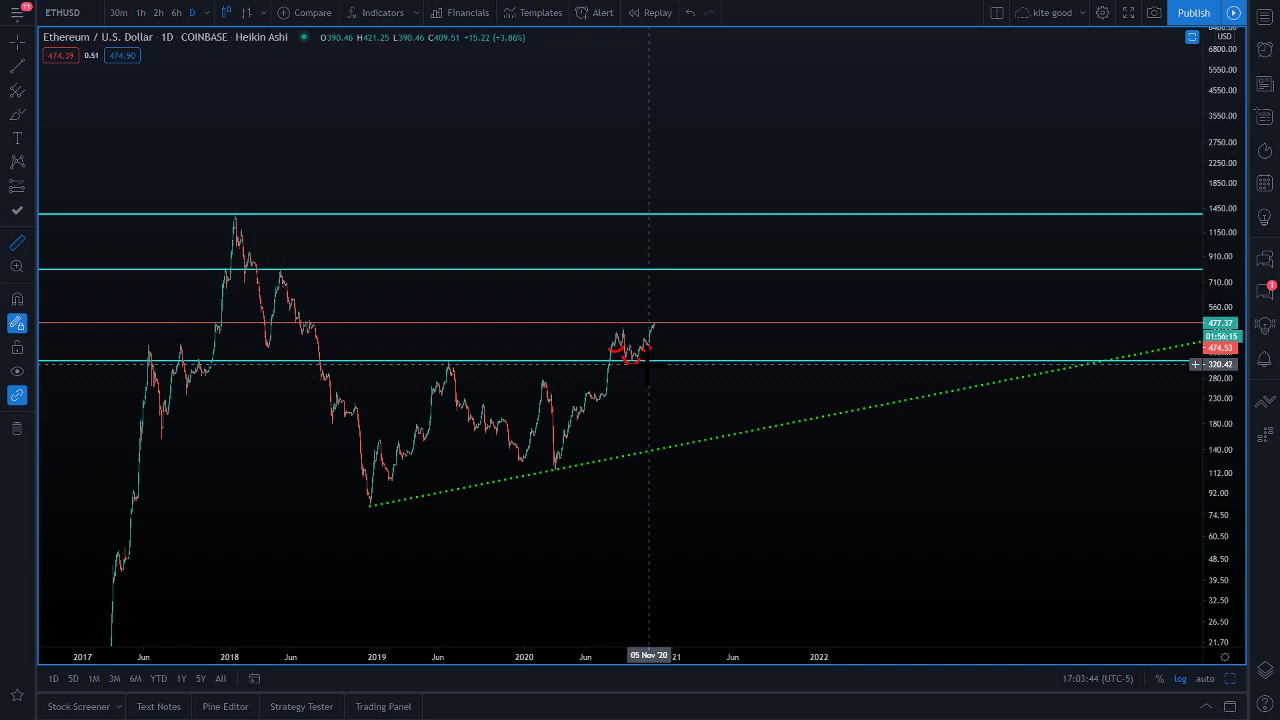 11
ETHUSD
30m 1h 2h 6h D
Compare
Indicators
Financials
Templates
Alert
Replay
kite good
Publish
Ethereum / U.S. Dollar · 1D · COINBASE · Heikin Ashi
O390.46 H421.25 L390.46 C409.51 +15.22 (+3.86%)
474.39 0.51 474.90
USD
6800.00
5550.00
4550.00
3550.00
2750.00
2250.00
1850.00
1450.00
1150.00
910.00
710.00
560.00
477.37
01:56:15
474.53
320.42
280.00
230.00
180.00
140.00
112.00
92.00
74.50
60.50
48.50
39.50
32.50
26.50
21.70
1
2017 Jun 2018 Jun 2019 Jun 2020 Jun 05 Nov '20 21 Jun 2022
1D 5D 1M 3M 6M YTD 1Y 5Y All
17:03:44 (UTC-5) % log auto
Stock Screener Text Notes Pine Editor Strategy Tester Trading Panel